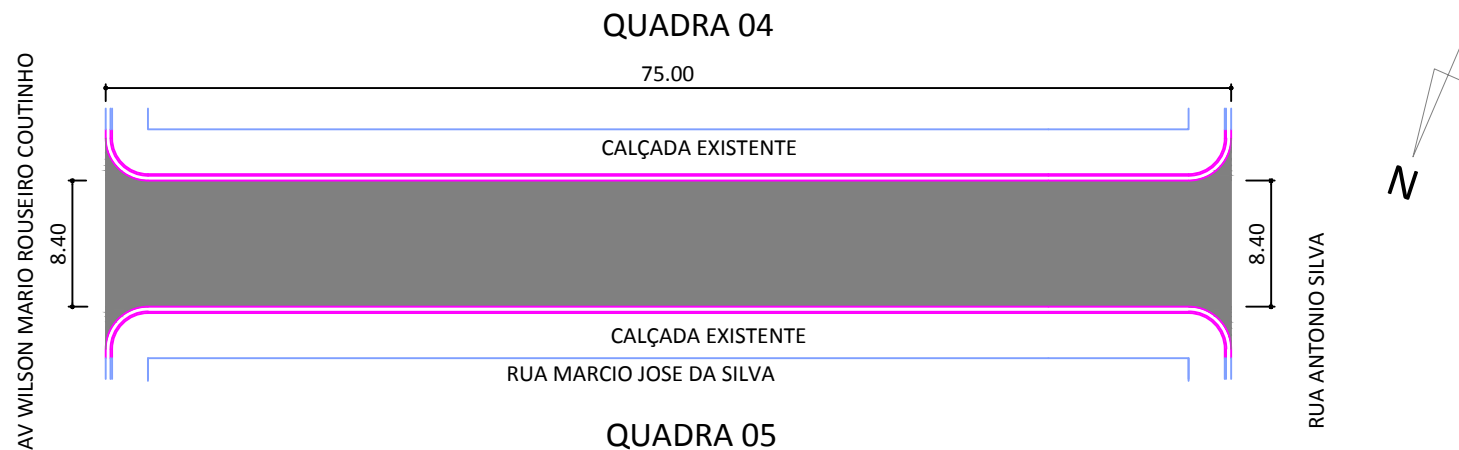 QUADRA 04
75.00
AV WILSON MARIO ROUSEIRO COUTINHO
CALÇADA EXISTENTE
N
8.40
8.40
RUA ANTONIO SILVA
CALÇADA EXISTENTE
RUA MARCIO JOSE DA SILVA
QUADRA 05